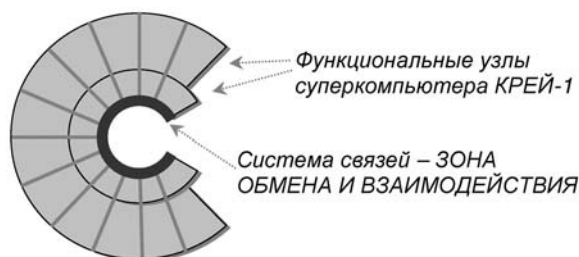 Функциональные узлы
суперкомпьютера КРЕЙ-1
Система связей – ЗОНА
ОБМЕНА И ВЗАИМОДЕЙСТВИЯ